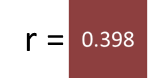 r = 0.398